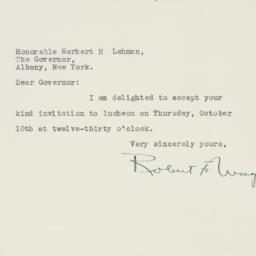 Honorable Herbert H Lehman,
The Governor,
Albany, New York.
Dear Governor:
I am delighted to accept your
kind invitation to lucheon on Thursday, October
10th at twelve-thirty o'clock.
Very sincerely yours,
Robert F. Wag